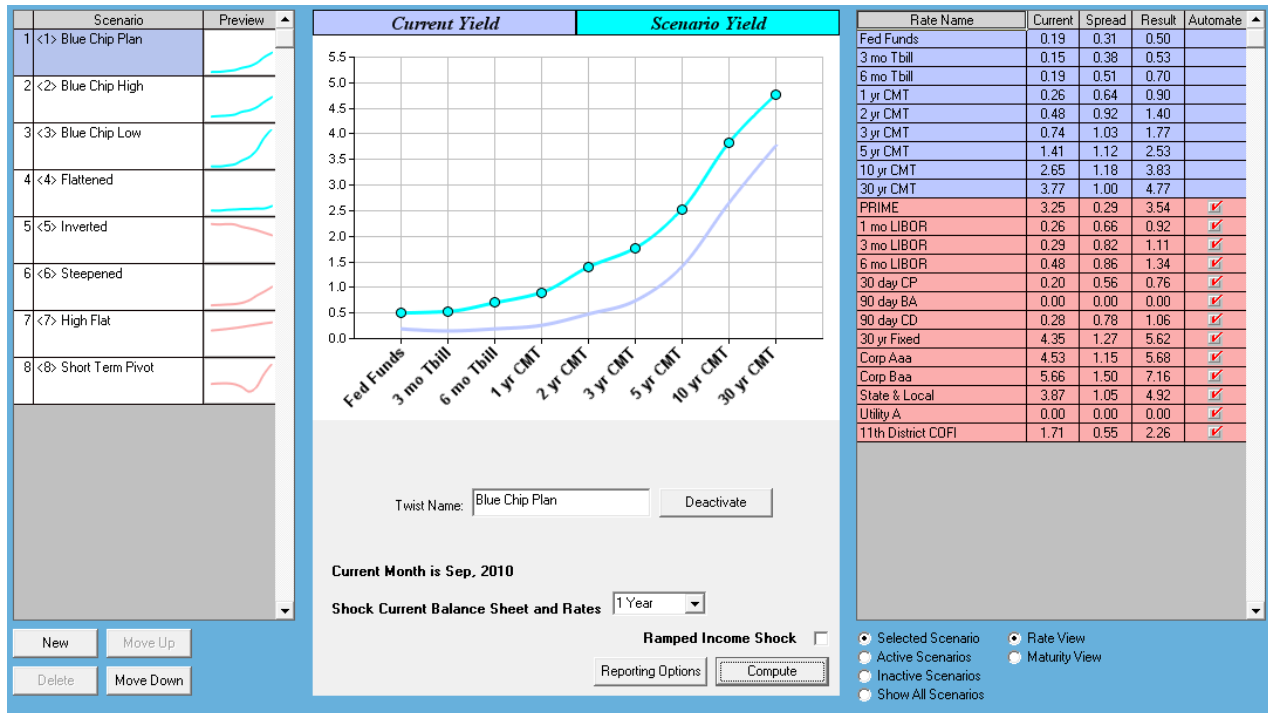 Scenario Preview
1 <1> Blue Chip Plan
2 <2> Blue Chip High
3 <3> Blue Chip Low
4 <4> Flattened
5 <5> Inverted
6 <6> Steepened
7 <7> High Flat
8 <8> Short Term Pivot
New Move Up
Delete Move Down
Current Yield Scenario Yield
5.5
5.0
4.5
4.0
3.5
3.0
2.5
2.0
1.5
1.0
0.5
0.0
Fed Funds 3 mo Tbill 6 mo Tbill 1 yr CMT 2 yr CMT 3 yr CMT 5 yr CMT 10 yr CMT 30 yr CMT
Twist Name: Blue Chip Plan Deactivate
Current Month is Sep, 2010
Shock Current Balance Sheet and Rates 1 Year
Ramped Income Shock
Reporting Options Compute
Rate Name Current Spread Result Automate
Fed Funds 0.19 0.31 0.50
3 mo Tbill 0.15 0.38 0.53
6 mo Tbill 0.19 0.51 0.70
1 yr CMT 0.26 0.64 0.90
2 yr CMT 0.48 0.92 1.40
3 yr CMT 0.74 1.03 1.77
5 yr CMT 1.41 1.12 2.53
10 yr CMT 2.65 1.18 3.83
30 yr CMT 3.77 1.00 4.77
PRIME 3.25 0.29 3.54
1 mo LIBOR 0.26 0.66 0.92
3 mo LIBOR 0.29 0.82 1.11
6 mo LIBOR 0.48 0.86 1.34
30 day CP 0.20 0.56 0.76
90 day BA 0.00 0.00 0.00
90 day CD 0.28 0.78 1.06
30 yr Fixed 4.35 1.27 5.62
Corp Aaa 4.53 1.15 5.68
Corp Baa 5.66 1.50 7.16
State & Local 3.87 1.05 4.92
Utility A 0.00 0.00 0.00
11th District COFI 1.71 0.55 2.26
Selected Scenario Rate View
Active Scenarios Maturity View
Inactive Scenarios
Show All Scenarios